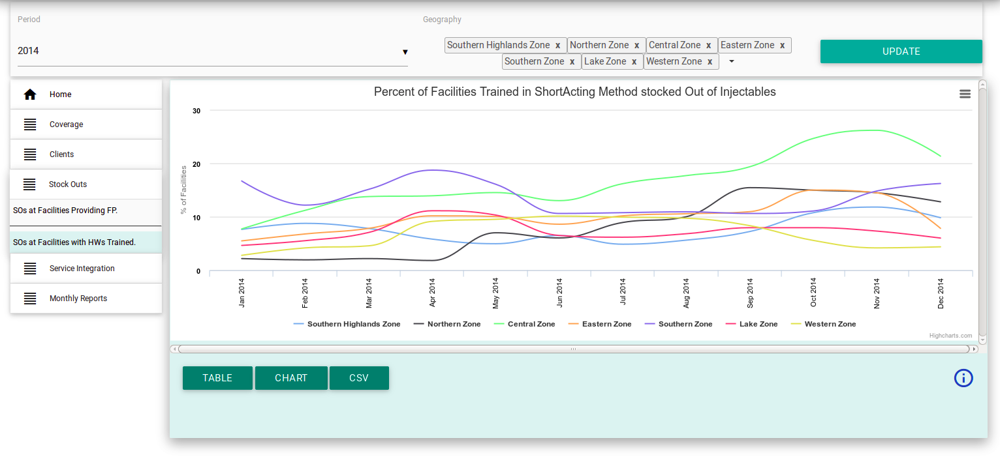 Period
Geography
2014 ▼
Southern Highlands Zone x Northern Zone x Central Zone x Eastern Zone x
Southern Zone x Lake Zone x Western Zone x
UPDATE
Home
Coverage
Clients
Stock Outs
SOs at Facilities Providing FP.
SOs at Facilities with HWs Trained.
Service Integration
Monthly Reports
Percent of Facilities Trained in ShortActing Method stocked Out of Injectables
% of Facilities
30
20
10
0
Jan 2014
Feb 2014
Mar 2014
Apr 2014
May 2014
Jun 2014
Jul 2014
Aug 2014
Sep 2014
Oct 2014
Nov 2014
Dec 2014
Southern Highlands Zone Northern Zone Central Zone Eastern Zone Southern Zone Lake Zone Western Zone
Highcharts.com
TABLE CHART CSV